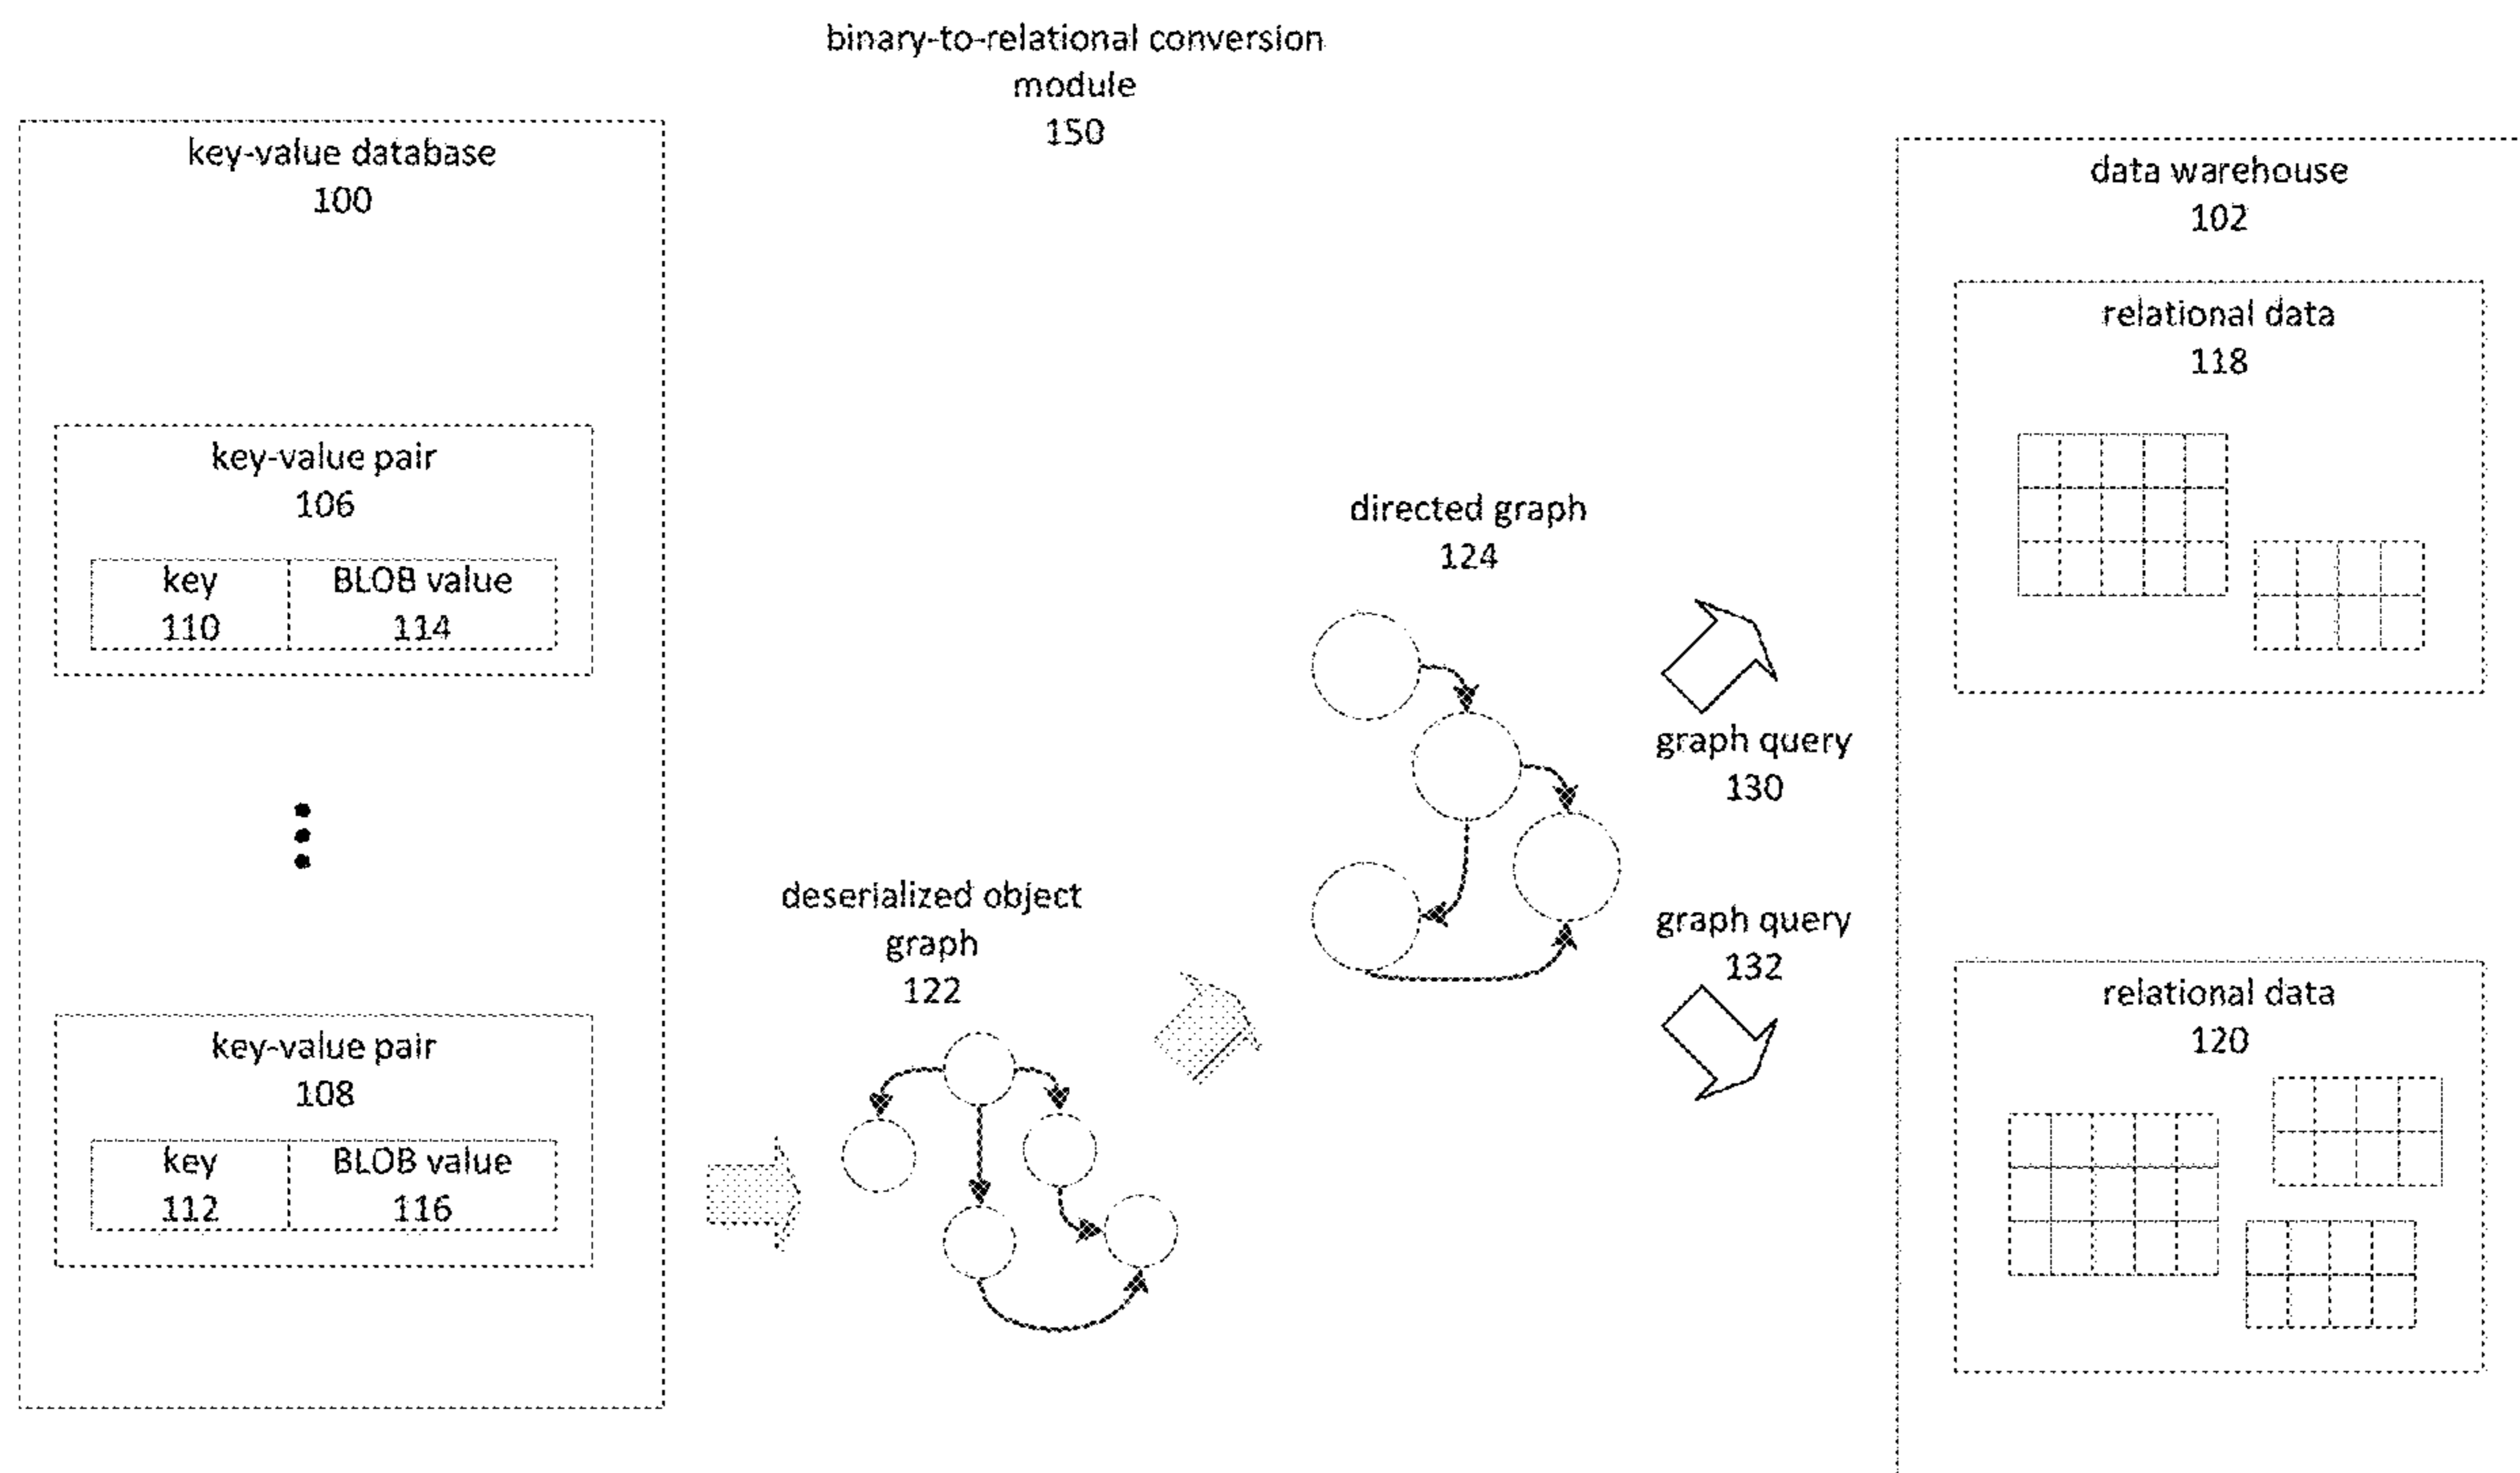 binary-to-relational conversion
module
150
key-value database
100
key-value pair
106
key
110
BLOB value
114
key-value pair
108
key
112
BLOB value
116
deserialized object
graph
122
directed graph
124
graph query
130
graph query
132
data warehouse
102
relational data
118
relational data
120